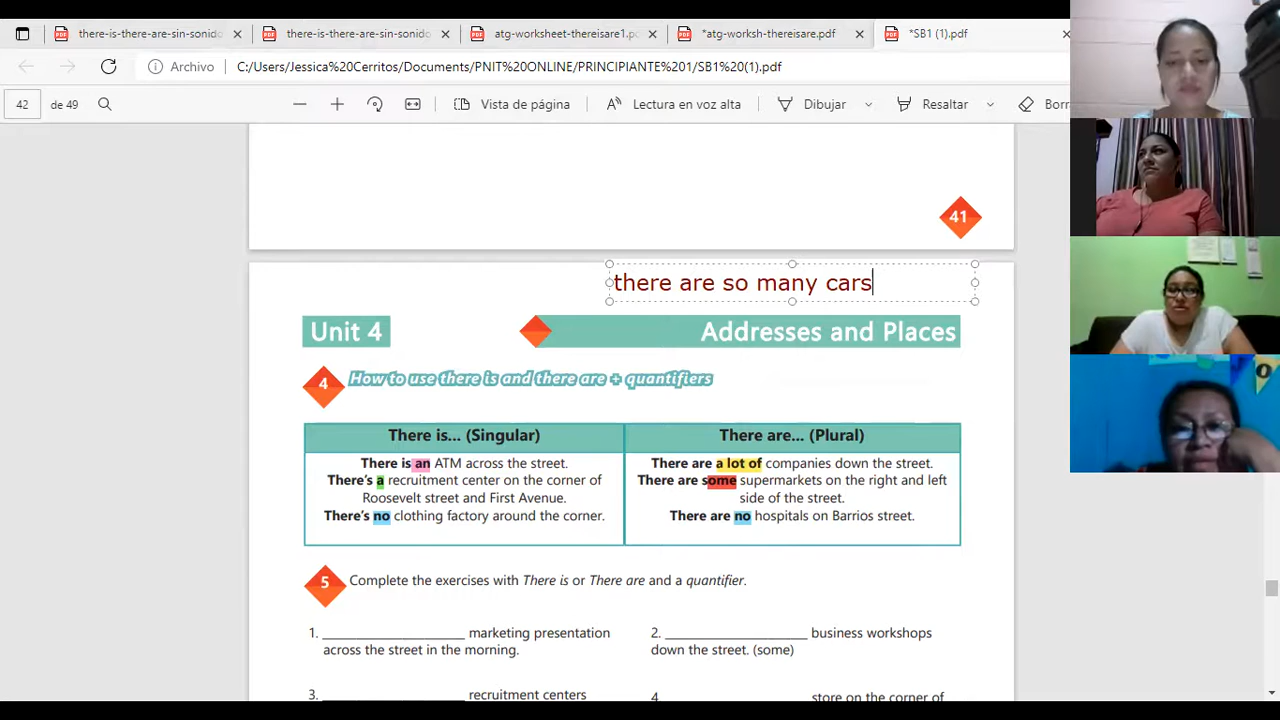 there-is-there-are-sin-sonido
there-is-there-are-sin-sonido
atg-worksheet-thereisare1.pc
*atg-worksh-thereisare.pdf
*SB1 (1).pdf
Archivo
C:/Users/Jessica%20Cerritos/Documents/PNIT%20ONLINE/PRINCIPIANTE%201/SB1%20(1).pdf
42 de 49
Vista de página
Lectura en voz alta
Dibujar
Resaltar
Borr
41
there are so many cars
Unit 4
Addresses and Places
4 How to use there is and there are + quantifiers
There is... (Singular)
There is an ATM across the street.
There's a recruitment center on the corner of
Roosevelt street and First Avenue.
There's no clothing factory around the corner.
There are... (Plural)
There are a lot of companies down the street.
There are some supermarkets on the right and left
side of the street.
There are no hospitals on Barrios street.
5 Complete the exercises with There is or There are and a quantifier.
1. ____________________ marketing presentation
across the street in the morning.
2. ____________________ business workshops
down the street. (some)
3. ____________________ recruitment centers
4. ____________________ store on the corner of